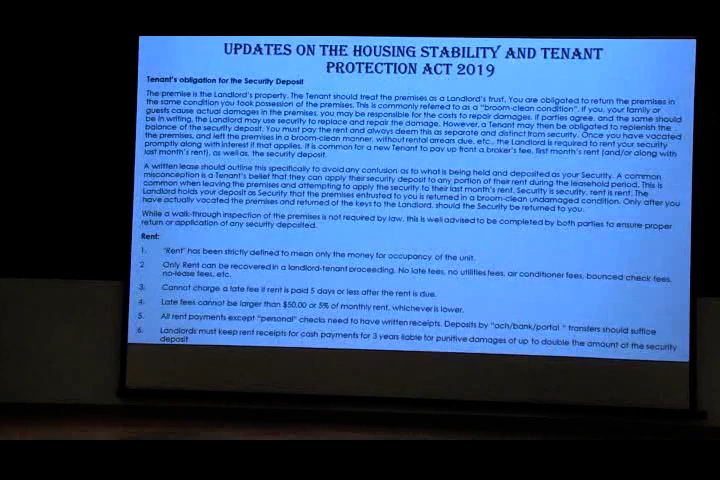 UPDATES ON THE HOUSING STABILITY AND TENANT
PROTECTION ACT 2019
Tenant's obligation for the Security Deposit
The premise is the Landlord's property. The Tenant should treat the premises as a Landlord's trust. You are obligated to return the premises in
the same condition you took possession of the premises. This is commonly referred to as a "broom-clean condition". If you, your family or
guests cause actual damages in the premises, you may be responsible for the costs to repair damages. If parties agree, and the same should
be in writing, the Landlord may use security to replace and repair the damage. However, a Tenant may then be obligated to replenish the
balance of the security deposit. You must pay the rent and always deem this as separate and distinct from security. Once you have vacated
the premises, and left the premises in a broom-clean manner, without rental arrears due, etc., the Landlord is required to rent your security
promptly along with interest if that applies. It is common for a new Tenant to pay up front a broker's fee, first month's rent (and/or along with
last month's rent), as well as, the security deposit.
A written lease should outline this specifically to avoid any confusion as to what is being held and deposited as your Security. A common
misconception is a Tenant's belief that they can apply their security deposit to any portion of their rent during the leasehold period. This is
common when leaving the premises and attempting to apply the security to their last month's rent. Security is security, rent is rent. The
Landlord holds your deposit as Security that the premises entrusted to you is returned in a broom-clean undamaged condition. Only after you
have actually vacated the premises and returned of the keys to the Landlord, should the Security be returned to you.
While a walk-through inspection of the premises is not required by law, this is well advised to be completed by both parties to ensure proper
return or application of any security deposited.
Rent:
1. "Rent" has been strictly defined to mean only the money for occupancy of the unit.
2. Only Rent can be recovered in a landlord-tenant proceeding. No late fees, no utilities fees, air conditioner fees, bounced check fees,
no-lease fees, etc.
3. Cannot charge a late fee if rent is paid 5 days or less after the rent is due.
4. Late fees cannot be larger than $50.00 or 5% of monthly rent, whichever is lower.
5. All rent payments except "personal" checks need to have written receipts. Deposits by "ach/bank/portal " transfers should suffice
6. Landlords must keep rent receipts for cash payments for 3 years liable for punitive damages of up to double the amount of the security
deposit